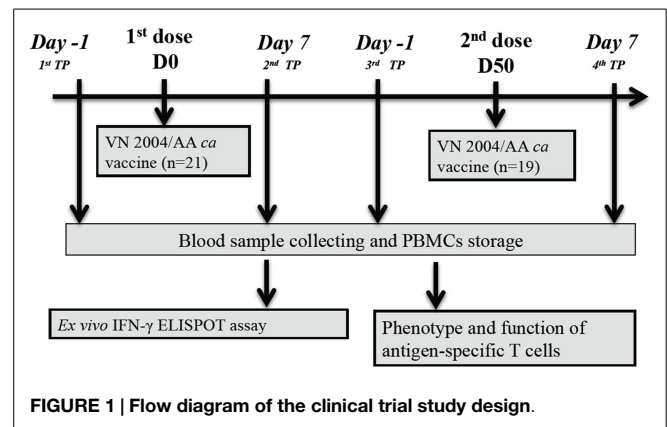 Day -1 1st dose Day 7 Day -1 2nd dose Day 7
1st TP D0 2nd TP 3rd TP D50 4th TP
VN 2004/AA ca
vaccine (n=21)
VN 2004/AA ca
vaccine (n=19)
Blood sample collecting and PBMCs storage
Ex vivo IFN-γ ELISPOT assay
Phenotype and function of
antigen-specific T cells
FIGURE 1 | Flow diagram of the clinical trial study design.